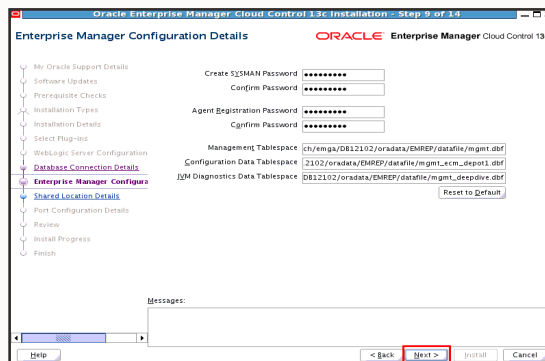 Oracle Enterprise Manager Cloud Control 13c Installation - Step 9 of 14
Enterprise Manager Configuration Details
ORACLE Enterprise Manager Cloud Control 13
My Oracle Support Details
Software Updates
Prerequisite Checks
Installation Types
Installation Details
Select Plug-ins
WebLogic Server Configuration
Database Connection Details
Enterprise Manager Configura
Shared Location Details
Port Configuration Details
Review
Install Progress
Finish
Create SYSMAN Password •••••••••
Confirm Password •••••••••
Agent Registration Password •••••••••
Confirm Password •••••••••
Management Tablespace ch/emga/DB12102/oradata/EMREP/datafile/mgmt.dbf
Configuration Data Tablespace .2102/oradata/EMREP/datafile/mgmt_ecm_depot1.dbf
JVM Diagnostics Data Tablespace DB12102/oradata/EMREP/datafile/mgmt_deepdive.dbf
Reset to Default
Messages:
Help
< Back
Next >
Install
Cancel